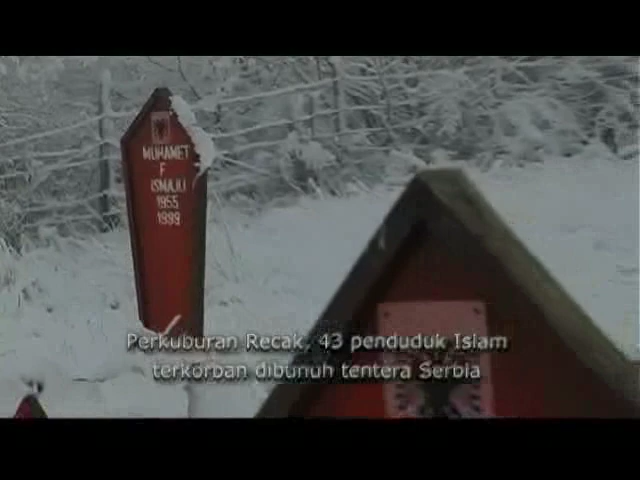 MUHAMET
F
ISMAJLI
1955
1999
Perkuburan Recak, 43 penduduk Islam
terkorban dibunuh tentera Serbia